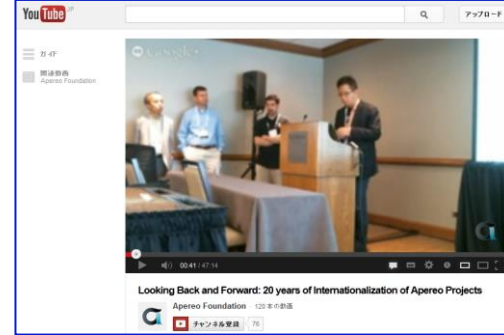 YouTube JP
アップロード
ガイド
関連動画
Apereo Foundation
Google+
00:41 / 47:14
Looking Back and Forward: 20 years of Internationalization of Apereo Projects
Apereo Foundation · 120 本の動画
チャンネル登録 76